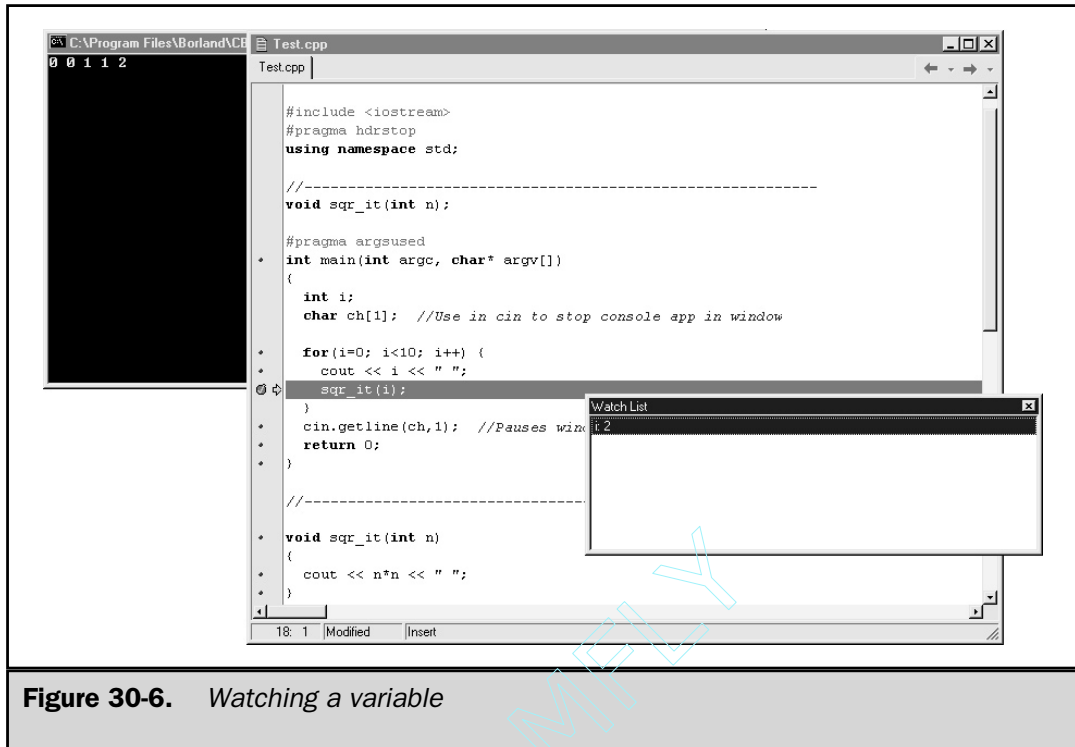 C:\Program Files\Borland\CB
0 0 1 1 2
Test.cpp
Test.cpp
#include <iostream>
#pragma hdrstop
using namespace std;
//-----------------------------------------------------------
void sqr_it(int n);
#pragma argsused
int main(int argc, char* argv[])
{
int i;
char ch[1];  //Use in cin to stop console app in window
for(i=0; i<10; i++) {
cout << i << " ";
sqr_it(i);
}
cin.getline(ch,1);  //Pauses
return 0;
}
//--------------------------------
void sqr_it(int n)
{
cout << n*n << " ";
}
18: 1 Modified Insert
Watch List
i: 2
Figure 30-6. Watching a variable